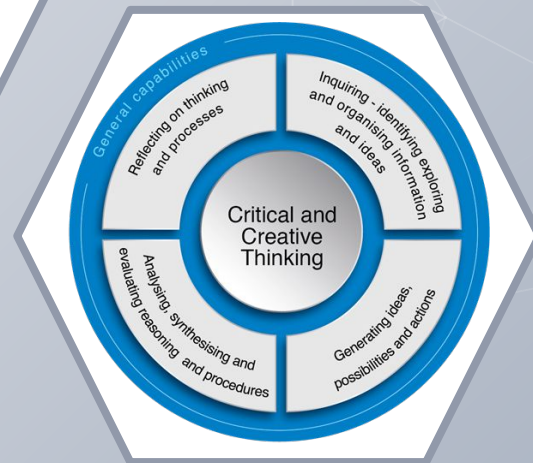 General capabilities
Reflecting on thinking
and processes
Inquiring - identifying exploring
and organising information
and ideas
Critical and
Creative
Thinking
Analysing, synthesising and
evaluating reasoning and procedures
Generating ideas,
possibilities and actions